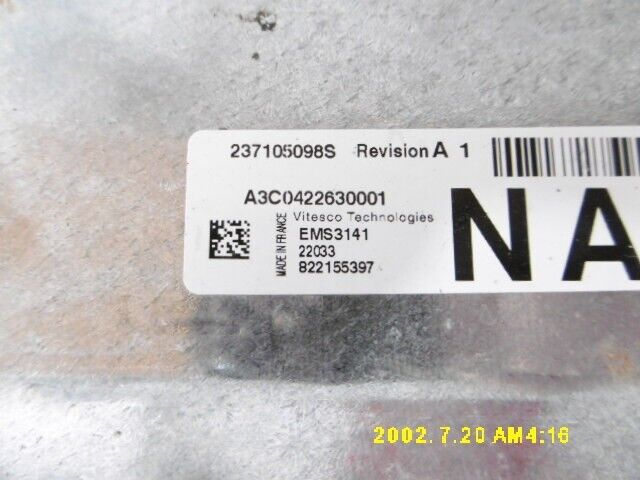 237105098S Revision A 1
A3C0422630001
Vitesco Technologies
MADE IN FRANCE
EMS3141
22033
822155397
NA
2002.7.20 AM4:16